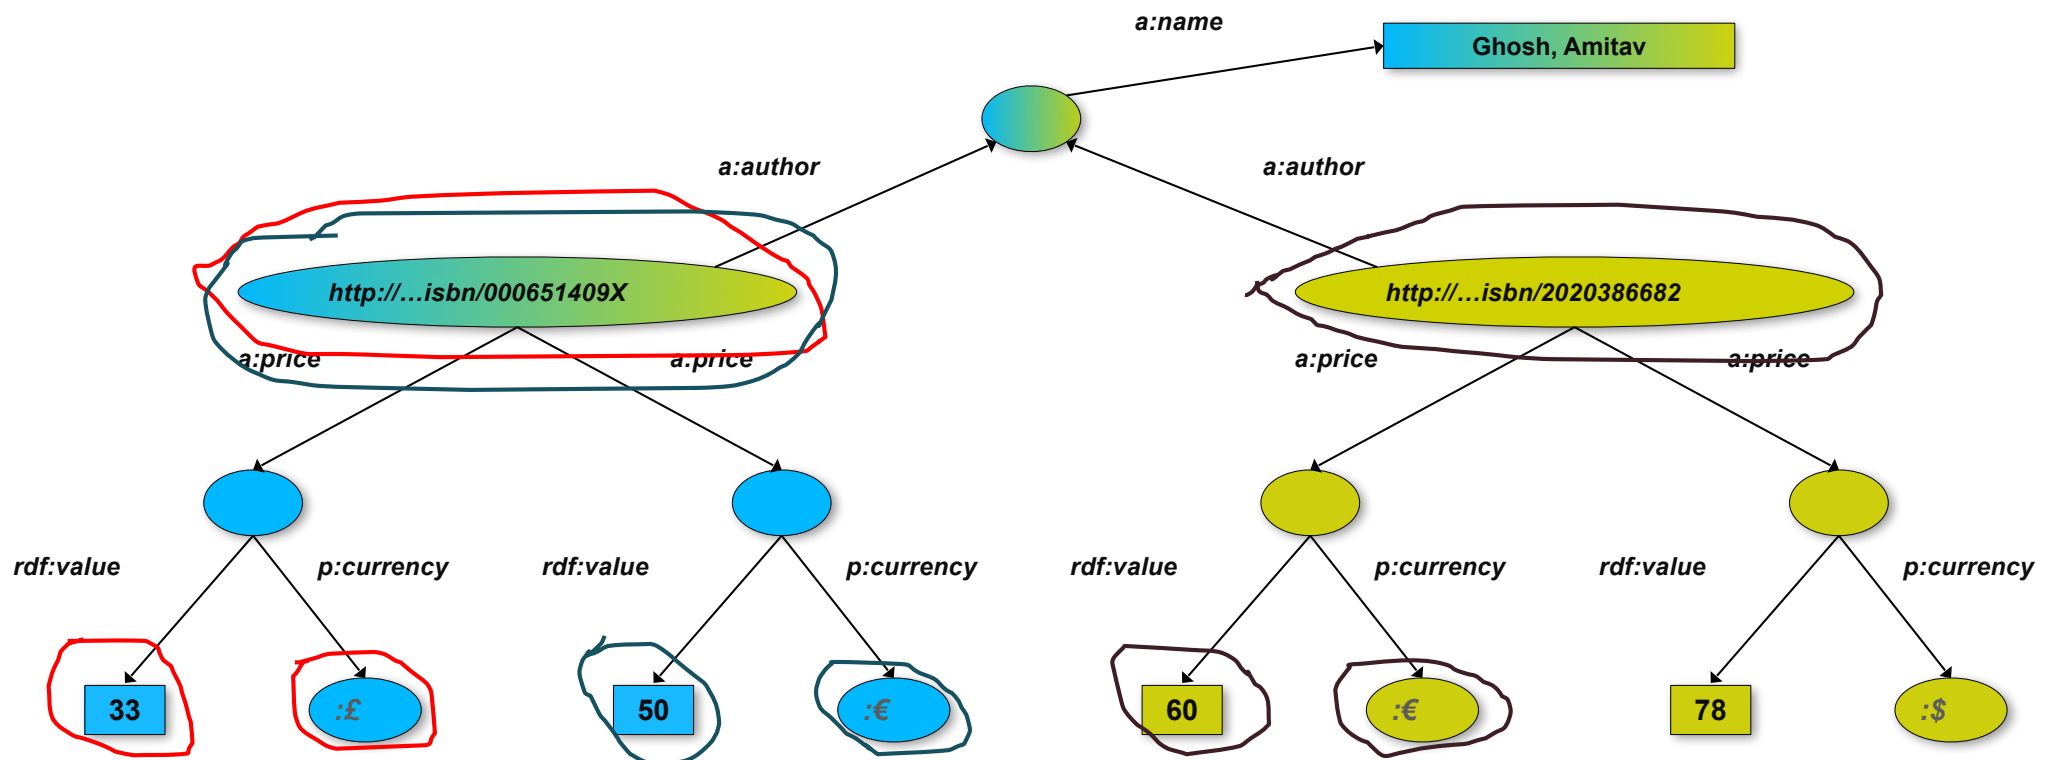 a:name
Ghosh, Amitav
a:author
a:author
http://…isbn/000651409X
http://…isbn/2020386682
a:price
a:price
a:price
a:price
rdf:value
p:currency
rdf:value
p:currency
rdf:value
p:currency
rdf:value
p:currency
33
:£
50
:€
60
:€
78
:$